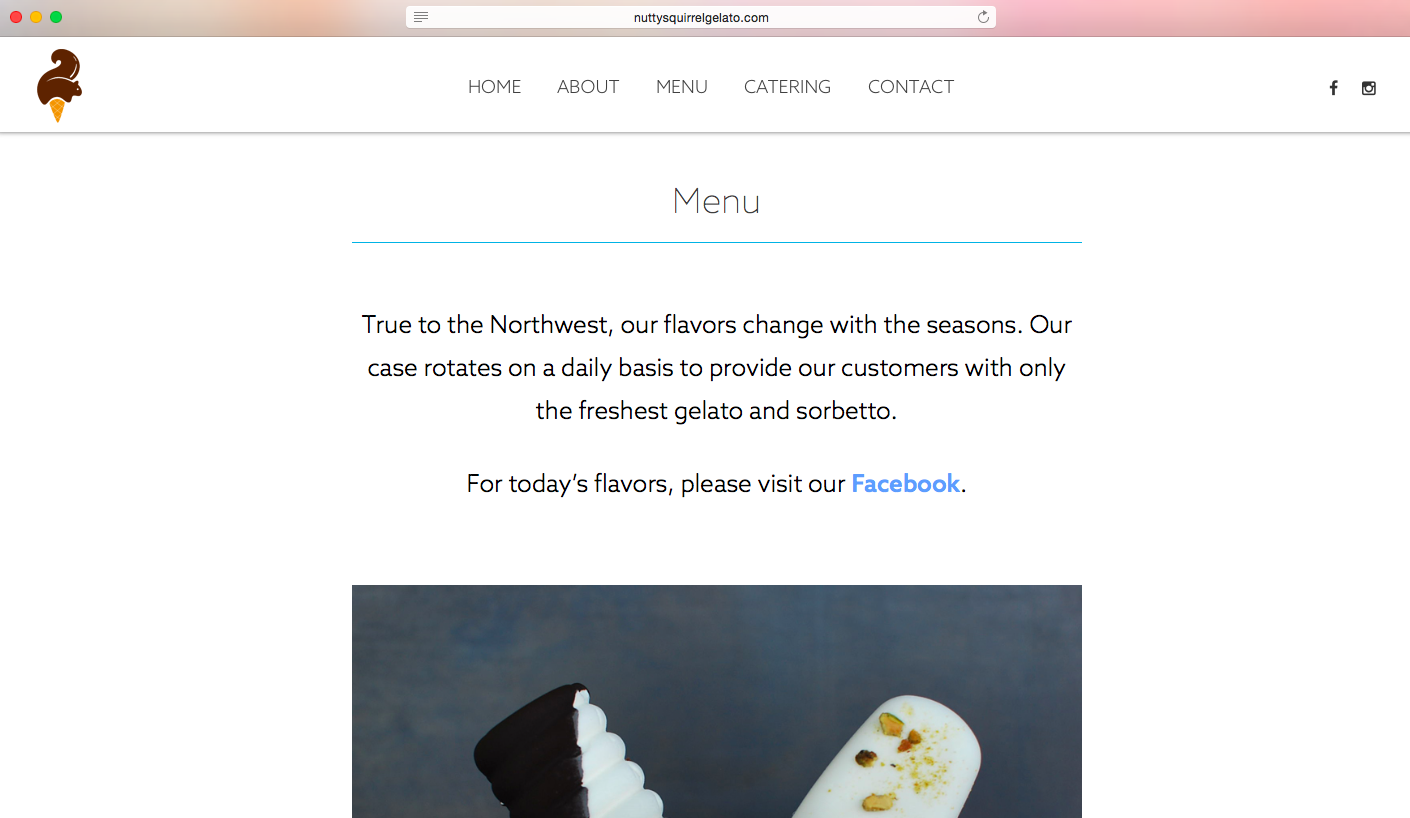 nuttysquirrelgelato.com
HOME ABOUT MENU CATERING CONTACT
Menu
True to the Northwest, our flavors change with the seasons. Our
case rotates on a daily basis to provide our customers with only
the freshest gelato and sorbetto.
For today’s flavors, please visit our Facebook.